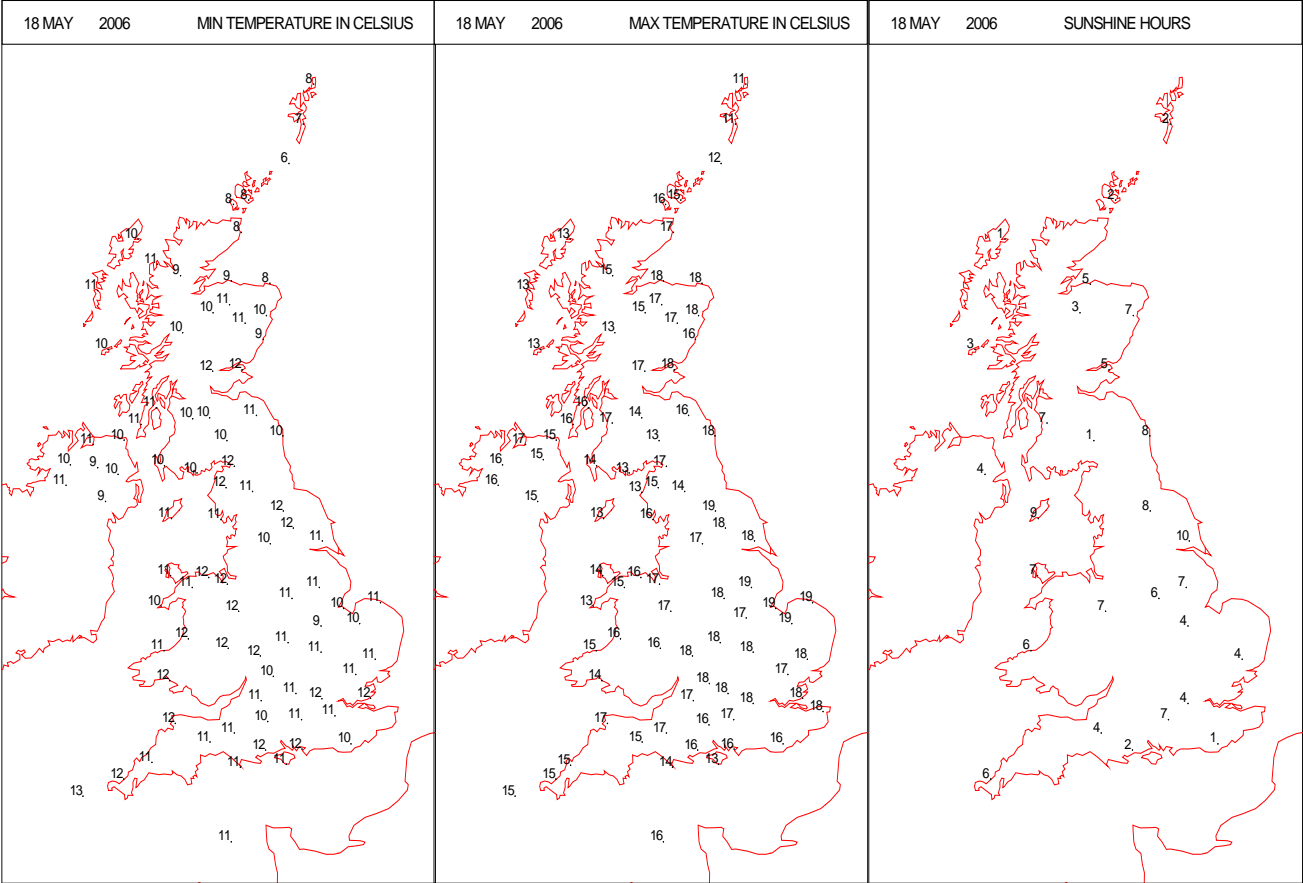 18 MAY 2006 MIN TEMPERATURE IN CELSIUS
8
7
6
8 8
8
10
11
9
9 8
11
11
10 10
11
10 9
10
12 12
11
11 10 10 11
11 10 10 10
10 9 10 12
11 12 11
9
11 11 12
12
10 11
11 12 12
11 11
11
10 12 10 11
9 10
12
11 12 11 11
12 11
12 10 11
11 11 12 12
12 10 11 11
11 11
12 12 10
11 11 11
12
13
11
18 MAY 2006 MAX TEMPERATURE IN CELSIUS
11
11
12
16 15
17
13
15
18 18
13
17
15 18
17
13 16
13
17 18
16
16 17 14 16
17 15 13 18
16 15 14 13 17
16 13 15 14
15
13 16 19
18
17 18
14 16 17
15 19
13 17 18 19 19
17 18
16 18
15 16 18 18
18 17
14 18 18
17 18 18 18
17 17 16 17
15 16 16 16
15 14 13
15
15
16
18 MAY 2006 SUNSHINE HOURS
2
2
1
5
3 7
3
5
7
1 8
4
9 8
10
7
7 6 7
4
6 4
4
7
4 2 1
6